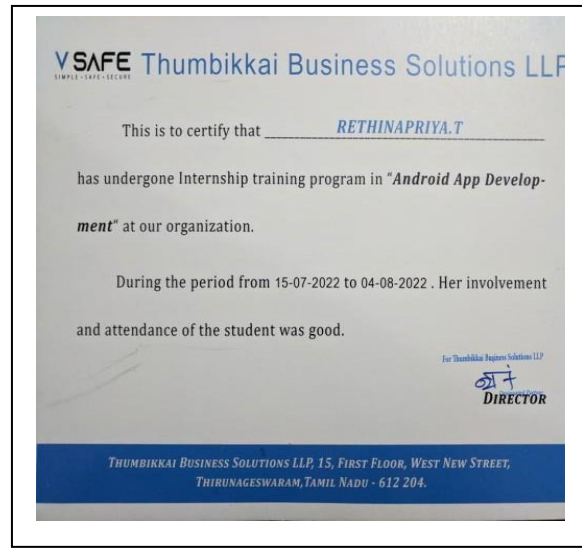 VSAFE Thumbikkai Business Solutions LLP
SIMPLE-SAFE-SECURE
This is to certify that RETHINAPRIYA.T
has undergone Internship training program in "Android App Develop-
ment" at our organization.
During the period from 15-07-2022 to 04-08-2022 . Her involvement
and attendance of the student was good.
For Thumbikkai Business Solutions LLP
DIRECTOR
THUMBIKKAI BUSINESS SOLUTIONS LLP, 15, FIRST FLOOR, WEST NEW STREET,
THIRUNAGESWARAM,TAMIL NADU - 612 204.